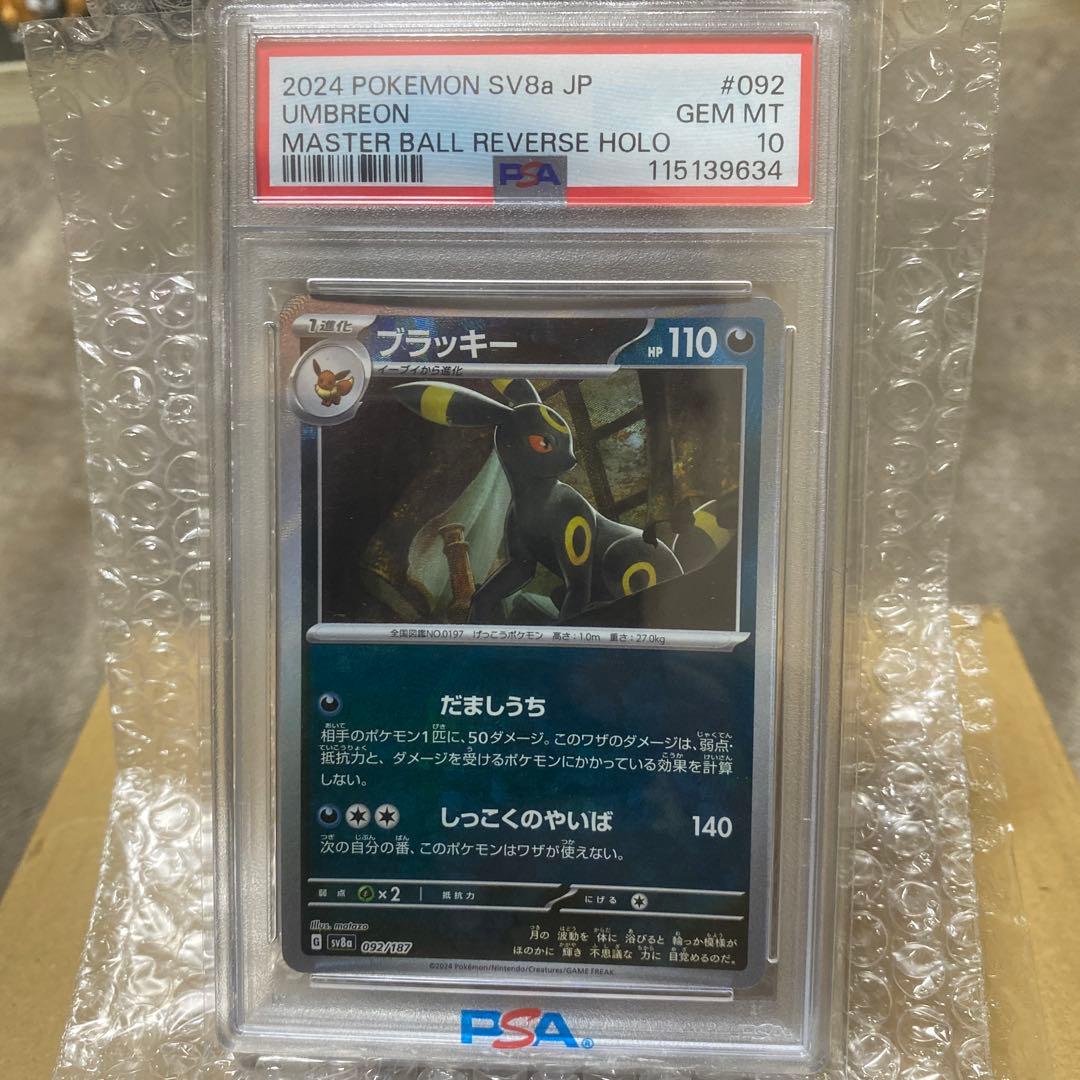 2024 POKEMON SV8a JP #092
UMBREON GEM MT
MASTER BALL REVERSE HOLO 10
PSA 115139634
1進化 ブラッキー HP 110
イーブイから進化
全国図鑑NO.0197 げっこうポケモン 高さ:1.0m 重さ:27.0kg
だましうち
相手のポケモン1匹に、50ダメージ。このワザのダメージは、弱点・
抵抗力と、ダメージを受けるポケモンにかかっている効果を計算
しない。
しっこくのやいば 140
次の自分の番、このポケモンはワザが使えない。
弱点 ×2 抵抗力 にげる
illus. matazo
G sv8a 092/187
月の 波動を 体に 浴びると 輪っか模様が
ほのかに 輝き 不思議な 力に 目覚めるのだ。
©2024 Pokémon/Nintendo/Creatures/GAME FREAK
PSA®